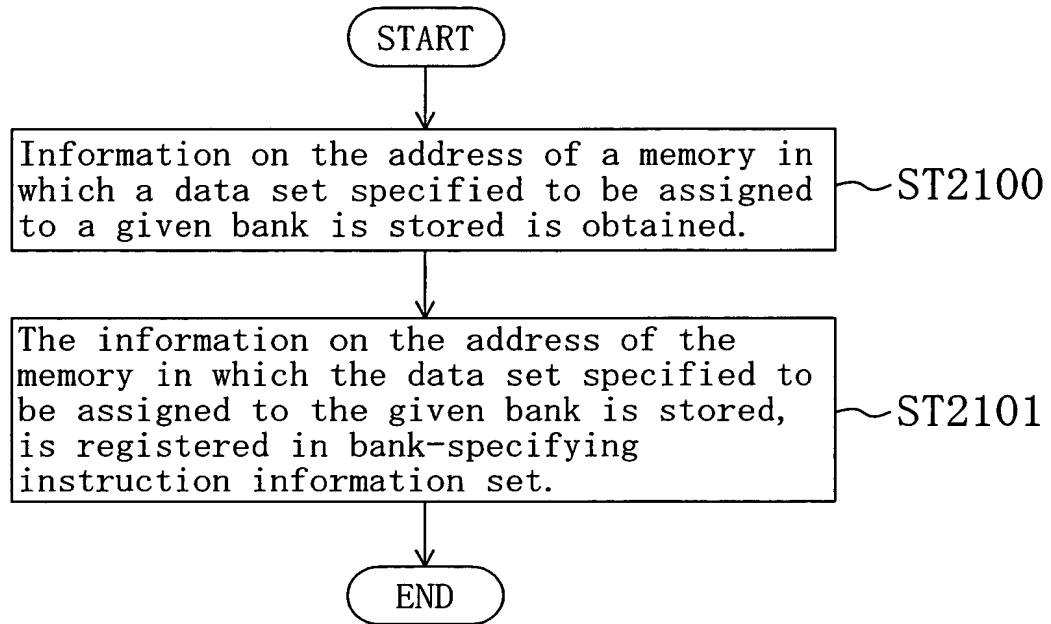 START
Information on the address of a memory in
which a data set specified to be assigned
to a given bank is stored is obtained.
ST2100
The information on the address of the
memory in which the data set specified to
be assigned to the given bank is stored,
is registered in bank-specifying
instruction information set.
ST2101
END